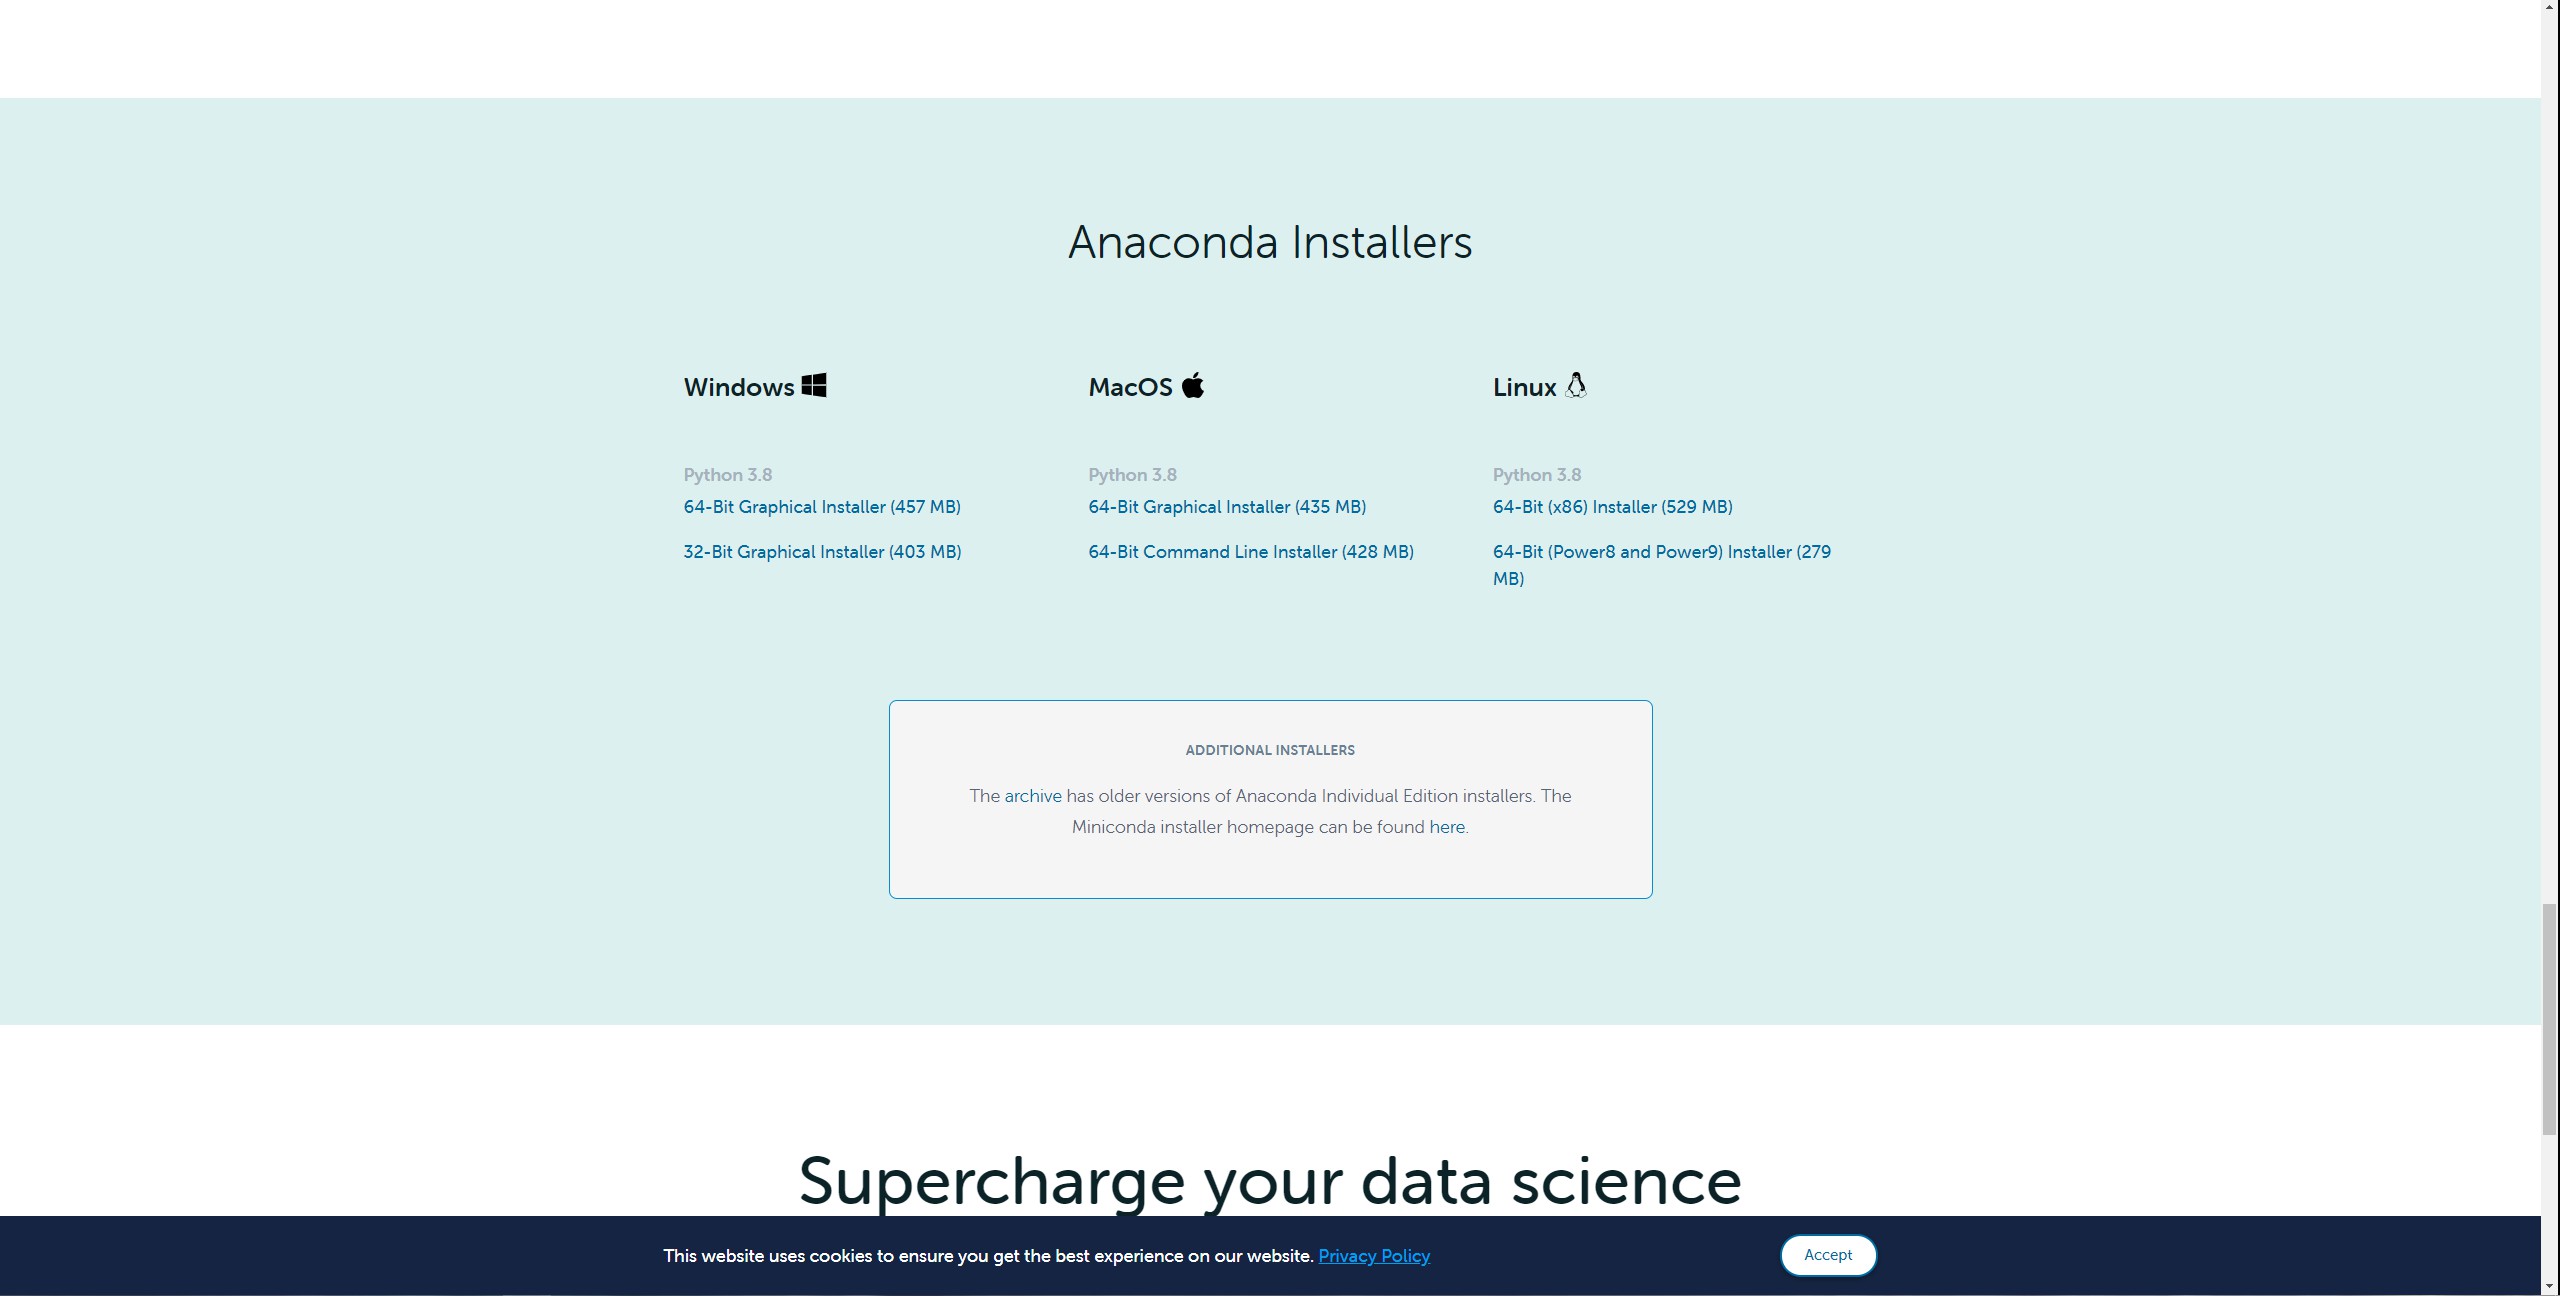 Anaconda Installers
Windows
MacOS
Linux
Python 3.8
64-Bit Graphical Installer (457 MB)
32-Bit Graphical Installer (403 MB)
Python 3.8
64-Bit Graphical Installer (435 MB)
64-Bit Command Line Installer (428 MB)
Python 3.8
64-Bit (x86) Installer (529 MB)
64-Bit (Power8 and Power9) Installer (279
MB)
ADDITIONAL INSTALLERS
The archive has older versions of Anaconda Individual Edition installers. The
Miniconda installer homepage can be found here.
Supercharge your data science
This website uses cookies to ensure you get the best experience on our website. Privacy Policy
Accept